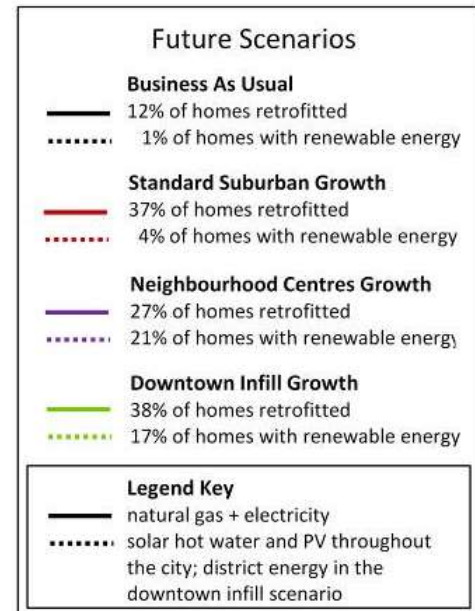 Future Scenarios
Business As Usual
12% of homes retrofitted
1% of homes with renewable energy
Standard Suburban Growth
37% of homes retrofitted
4% of homes with renewable energy
Neighbourhood Centres Growth
27% of homes retrofitted
21% of homes with renewable energy
Downtown Infill Growth
38% of homes retrofitted
17% of homes with renewable energy
Legend Key
natural gas + electricity
solar hot water and PV throughout
the city; district energy in the
downtown infill scenario